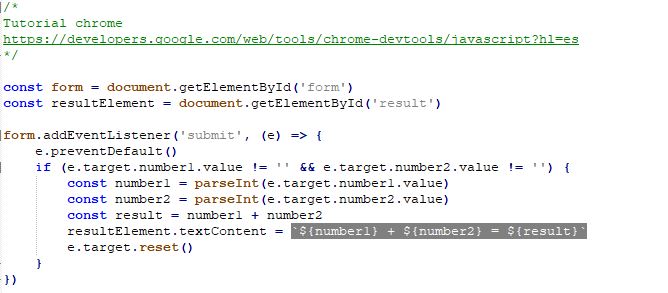 /*
Tutorial chrome
https://developers.google.com/web/tools/chrome-devtools/javascript?hl=es
*/
const form = document.getElementById('form')
const resultElement = document.getElementById('result')
form.addEventListener('submit', (e) => {
e.preventDefault()
if (e.target.number1.value != '' && e.target.number2.value != '') {
const number1 = parseInt(e.target.number1.value)
const number2 = parseInt(e.target.number2.value)
const result = number1 + number2
resultElement.textContent = `${number1} + ${number2} = ${result}`
e.target.reset()
}
})